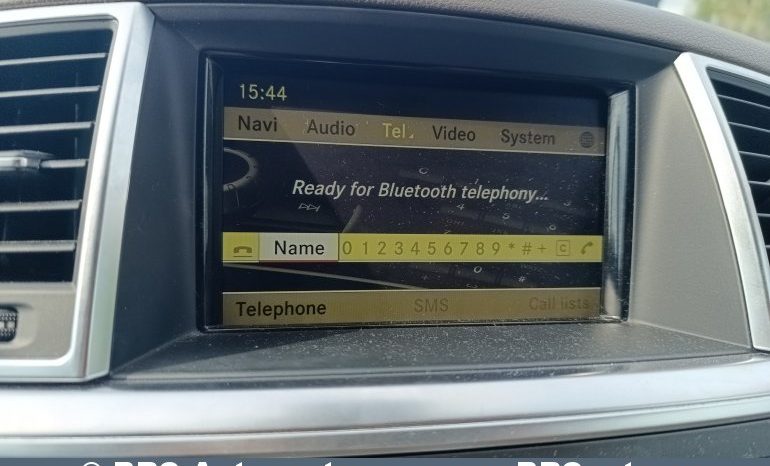 15:44
Navi Audio Tel. Video System
Ready for Bluetooth telephony...
Name 0 1 2 3 4 5 6 7 8 9 * # + C
Telephone SMS Call lists